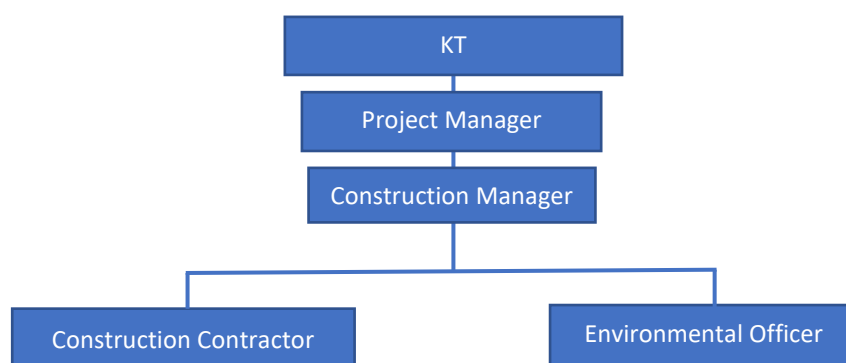 KT
Project Manager
Construction Manager
Construction Contractor
Environmental Officer